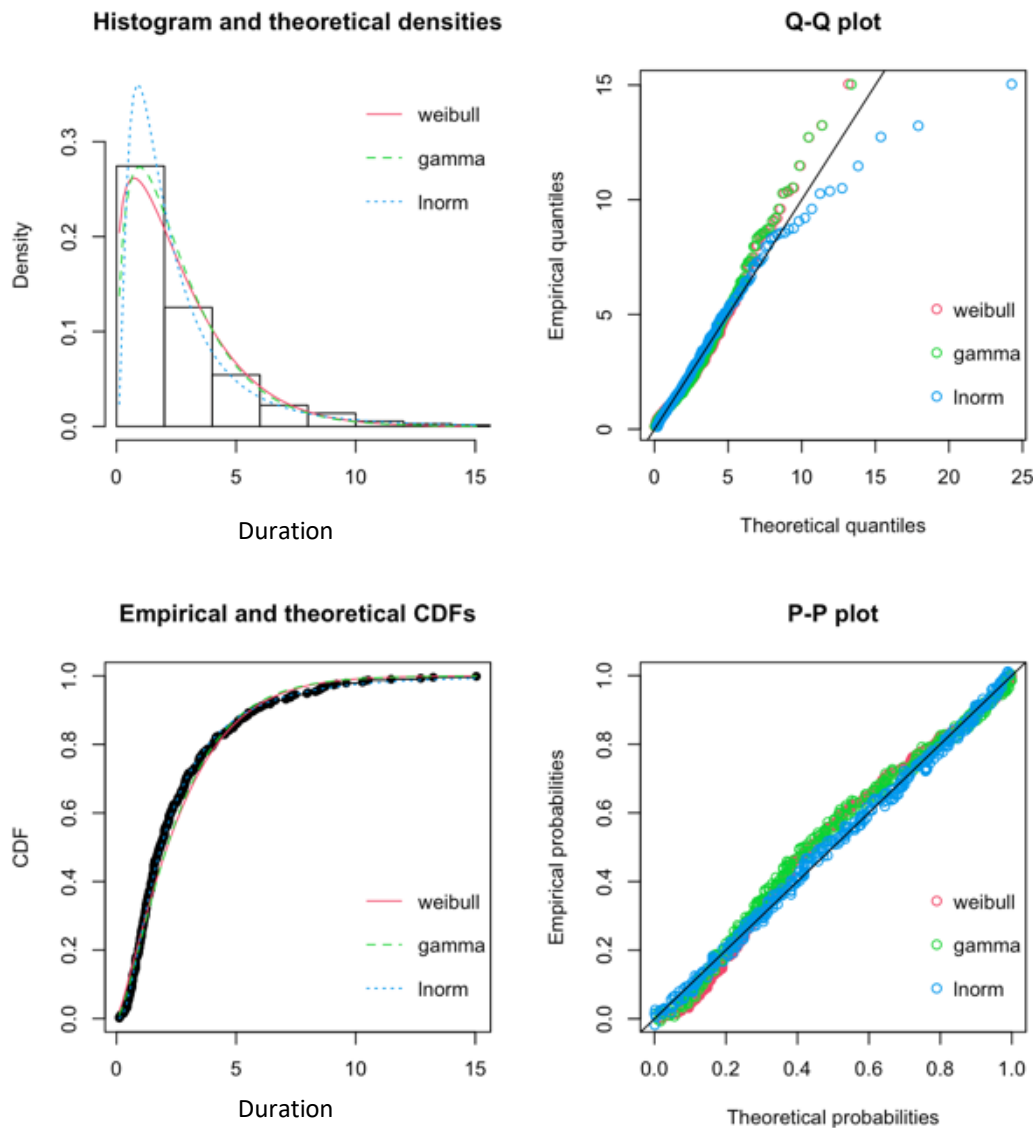 Histogram and theoretical densities
weibull
gamma
lnorm
Density
0.0
0.1
0.2
0.3
0
5
10
15
Duration
Q-Q plot
Empirical quantiles
0
5
10
15
weibull
gamma
lnorm
0
5
10
15
20
25
Theoretical quantiles
Empirical and theoretical CDFs
CDF
0.0
0.2
0.4
0.6
0.8
1.0
weibull
gamma
lnorm
0
5
10
15
Duration
P-P plot
Empirical probabilities
0.0
0.2
0.4
0.6
0.8
1.0
weibull
gamma
lnorm
0.0
0.2
0.4
0.6
0.8
1.0
Theoretical probabilities